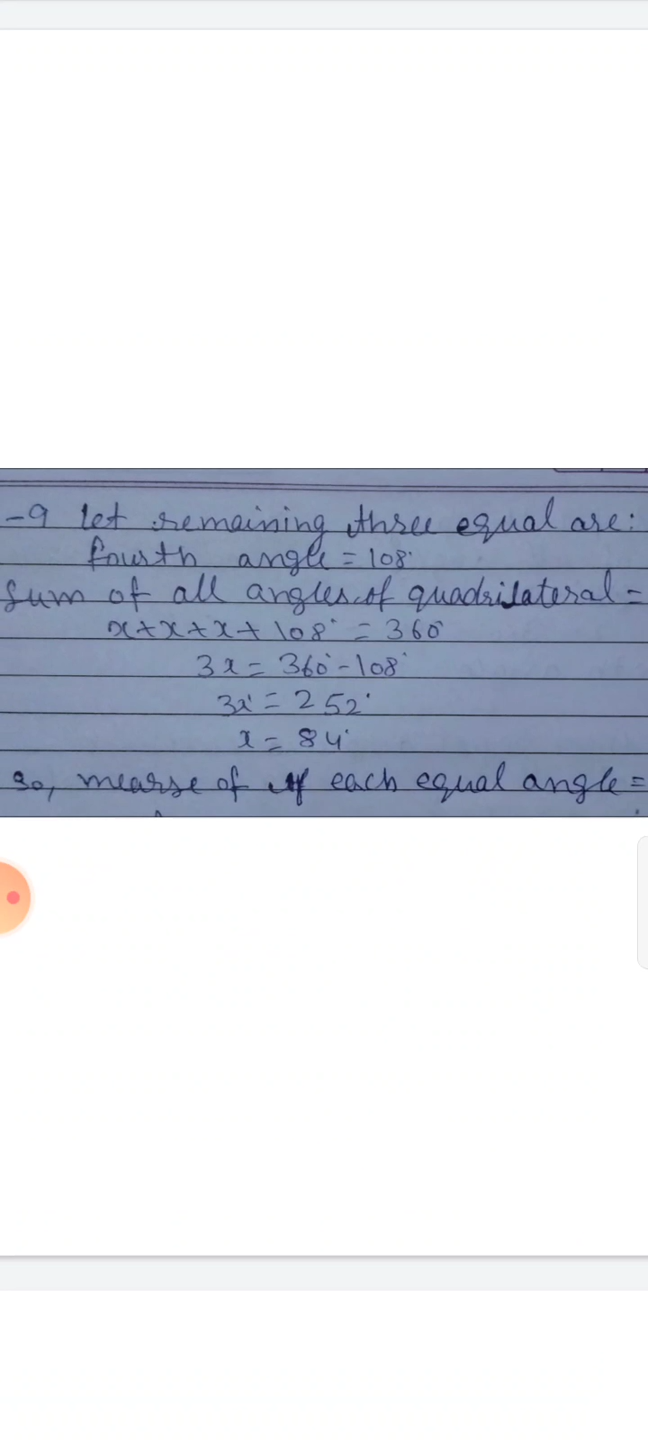 -9 let remaining three equal are:
fourth angle = 108°
Sum of all angles of quadrilateral =
x+x+x+108° = 360°
3x = 360°-108°
3x° = 252°
x = 84°
So, mearse of each equal angle =